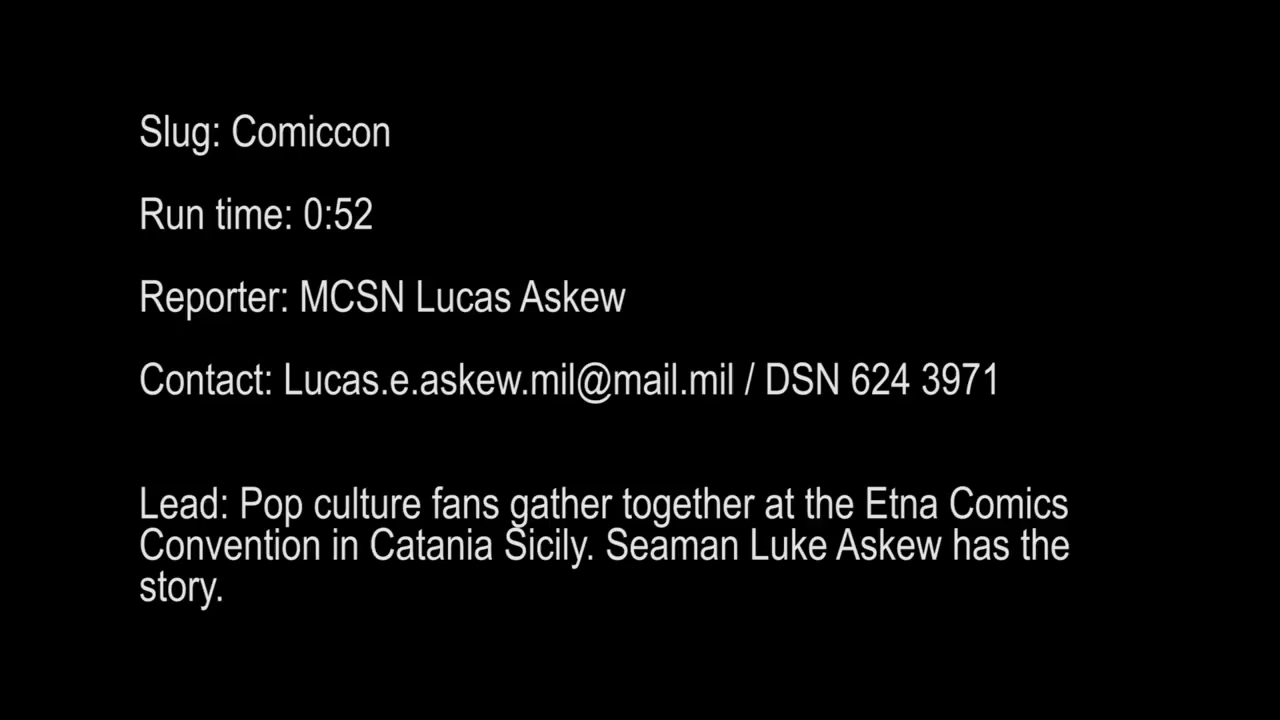 Slug: Comiccon
Run time: 0:52
Reporter: MCSN Lucas Askew
Contact: Lucas.e.askew.mil@mail.mil / DSN 624 3971
Lead: Pop culture fans gather together at the Etna Comics
Convention in Catania Sicily. Seaman Luke Askew has the
story.